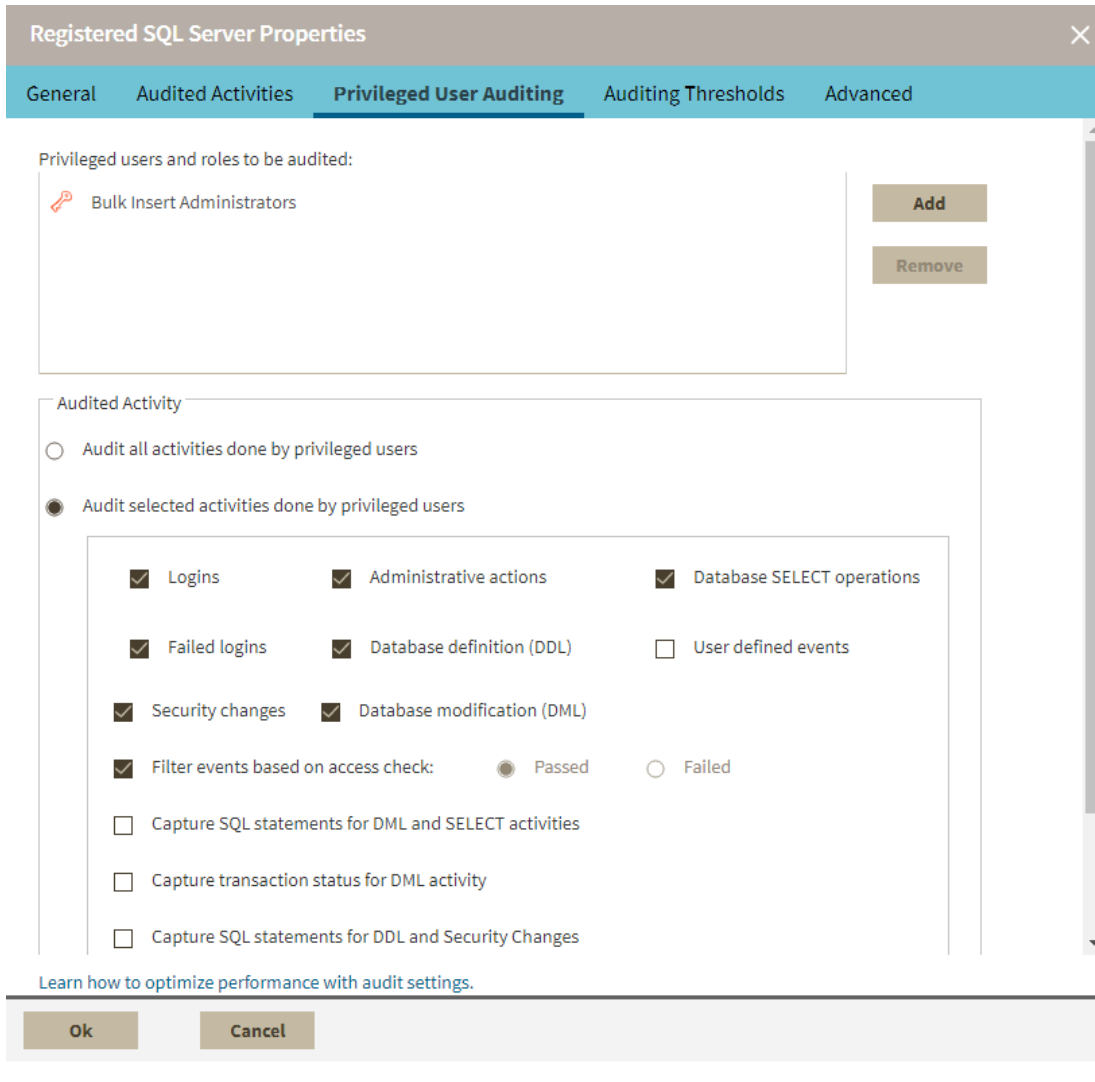 Registered SQL Server Properties
General Audited Activities Privileged User Auditing Auditing Thresholds Advanced
Privileged users and roles to be audited:
Bulk Insert Administrators
Add
Remove
Audited Activity
Audit all activities done by privileged users
Audit selected activities done by privileged users
Logins Administrative actions Database SELECT operations
Failed logins Database definition (DDL) User defined events
Security changes Database modification (DML)
Filter events based on access check: Passed Failed
Capture SQL statements for DML and SELECT activities
Capture transaction status for DML activity
Capture SQL statements for DDL and Security Changes
Learn how to optimize performance with audit settings.
Ok Cancel